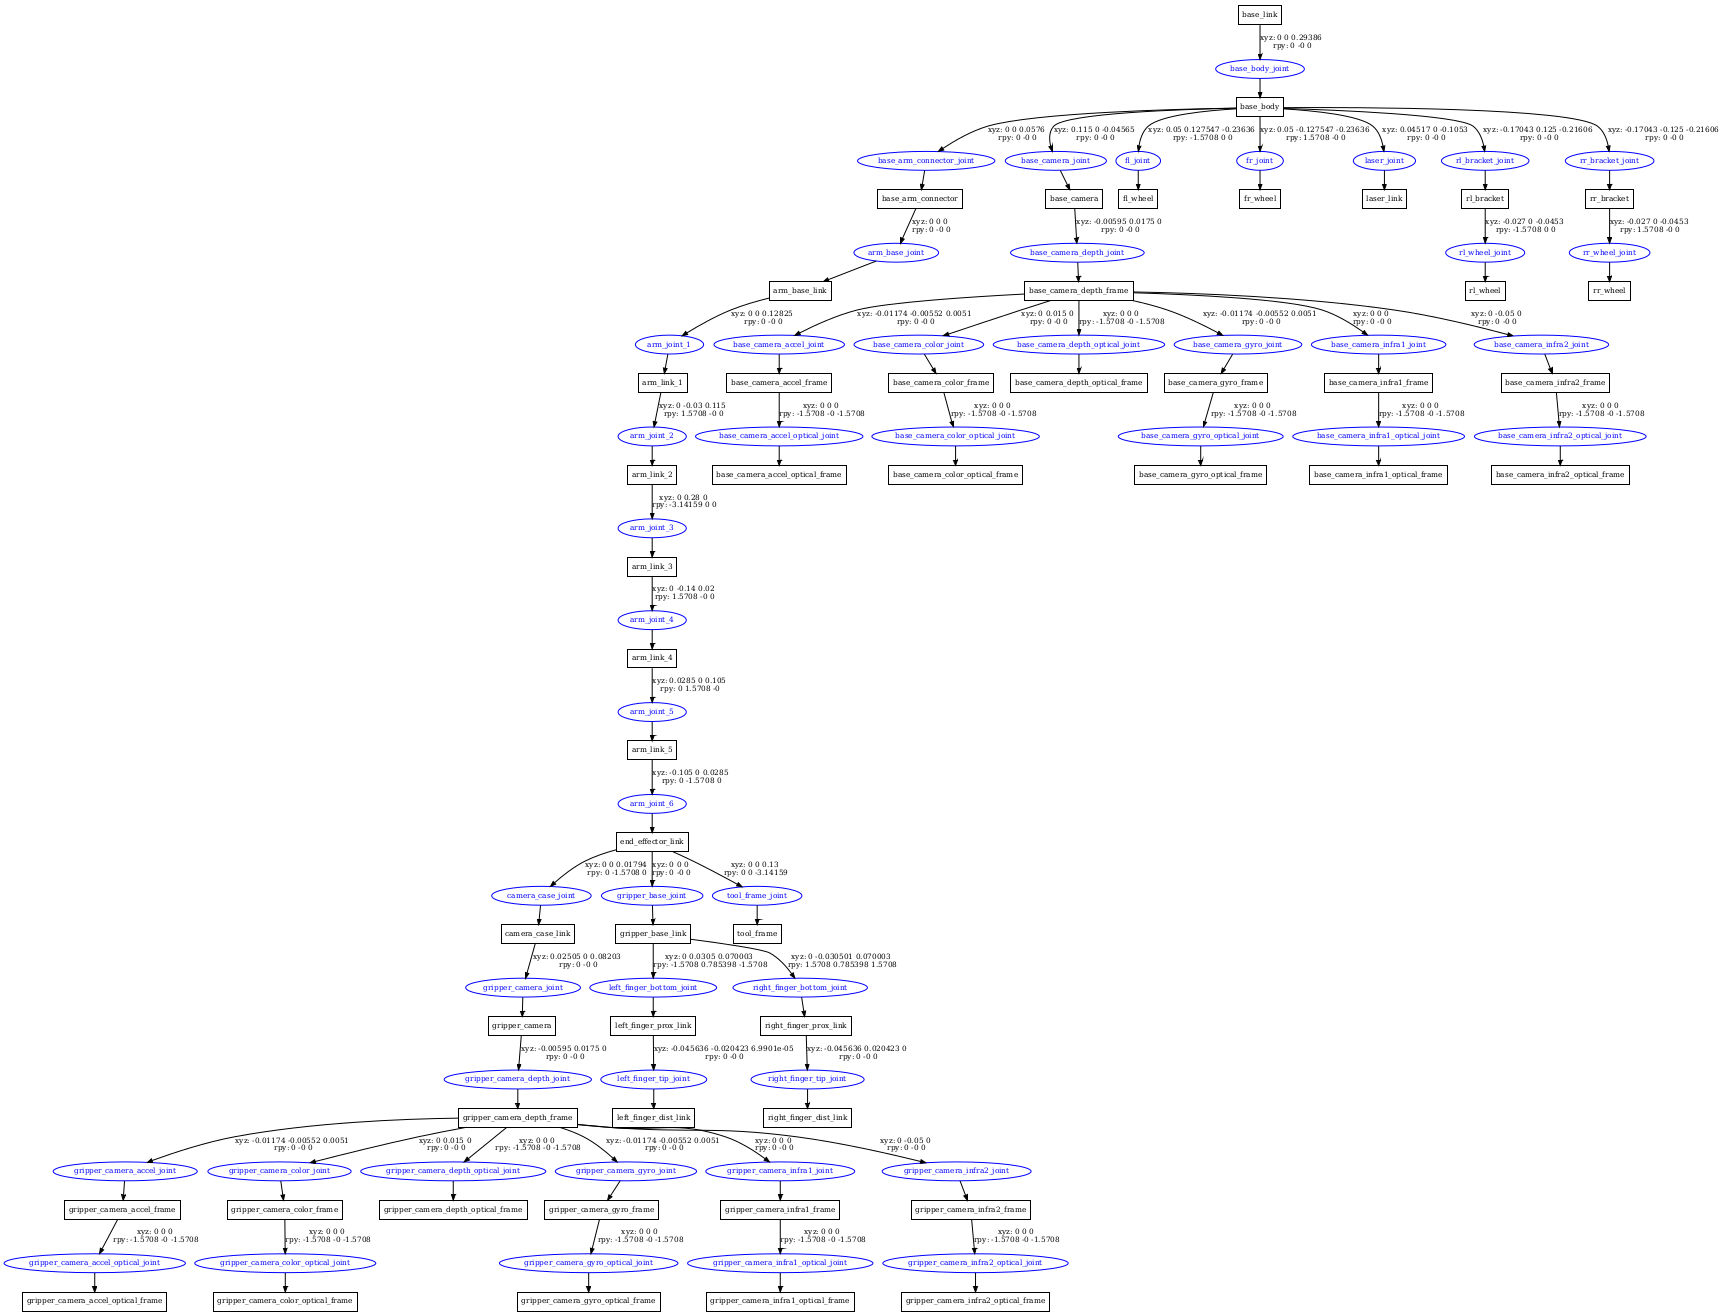 base_link
xyz: 0 0 0.29386
rpy: 0 -0 0
base_body_joint
base_body
xyz: 0 0 0.0576
rpy: 0 -0 0
xyz: 0.115 0 -0.04565
rpy: 0 -0 0
xyz: 0.05 0.127547 -0.23636
rpy: -1.5708 0 0
xyz: 0.05 -0.127547 -0.23636
rpy: 1.5708 -0 0
xyz: 0.04517 0 -0.1053
rpy: 0 -0 0
xyz: -0.17043 0.125 -0.21606
rpy: 0 -0 0
xyz: -0.17043 -0.125 -0.21606
rpy: 0 -0 0
base_arm_connector_joint
base_camera_joint
fl_joint
fr_joint
laser_joint
rl_bracket_joint
rr_bracket_joint
base_arm_connector
base_camera
fl_wheel
fr_wheel
laser_link
rl_bracket
rr_bracket
xyz: 0 0 0
rpy: 0 -0 0
xyz: -0.00595 0.0175 0
rpy: 0 -0 0
xyz: -0.027 0 -0.0453
rpy: -1.5708 0 0
xyz: -0.027 0 -0.0453
rpy: 1.5708 -0 0
arm_base_joint
base_camera_depth_joint
rl_wheel_joint
rr_wheel_joint
arm_base_link
base_camera_depth_frame
rl_wheel
rr_wheel
xyz: 0 0 0.12825
rpy: 0 -0 0
xyz: -0.01174 -0.00552 0.0051
rpy: 0 -0 0
xyz: 0 0.015 0
rpy: 0 -0 0
xyz: 0 0 0
rpy: -1.5708 -0 -1.5708
xyz: -0.01174 -0.00552 0.0051
rpy: 0 -0 0
xyz: 0 0 0
rpy: 0 -0 0
xyz: 0 -0.05 0
rpy: 0 -0 0
arm_joint_1
base_camera_accel_joint
base_camera_color_joint
base_camera_depth_optical_joint
base_camera_gyro_joint
base_camera_infra1_joint
base_camera_infra2_joint
arm_link_1
base_camera_accel_frame
base_camera_color_frame
base_camera_depth_optical_frame
base_camera_gyro_frame
base_camera_infra1_frame
base_camera_infra2_frame
xyz: 0 -0.03 0.115
rpy: 1.5708 -0 0
xyz: 0 0 0
rpy: -1.5708 -0 -1.5708
xyz: 0 0 0
rpy: -1.5708 -0 -1.5708
xyz: 0 0 0
rpy: -1.5708 -0 -1.5708
xyz: 0 0 0
rpy: -1.5708 -0 -1.5708
xyz: 0 0 0
rpy: -1.5708 -0 -1.5708
arm_joint_2
base_camera_accel_optical_joint
base_camera_color_optical_joint
base_camera_gyro_optical_joint
base_camera_infra1_optical_joint
base_camera_infra2_optical_joint
arm_link_2
base_camera_accel_optical_frame
base_camera_color_optical_frame
base_camera_gyro_optical_frame
base_camera_infra1_optical_frame
base_camera_infra2_optical_frame
xyz: 0 0.28 0
rpy: -3.14159 0 0
arm_joint_3
arm_link_3
xyz: 0 -0.14 0.02
rpy: 1.5708 -0 0
arm_joint_4
arm_link_4
xyz: 0.0285 0 0.105
rpy: 0 1.5708 -0
arm_joint_5
arm_link_5
xyz: -0.105 0 0.0285
rpy: 0 -1.5708 0
arm_joint_6
end_effector_link
xyz: 0 0 0.01794
rpy: 0 -1.5708 0
xyz: 0 0 0
rpy: 0 -0 0
xyz: 0 0 0.13
rpy: 0 0 -3.14159
camera_case_joint
gripper_base_joint
tool_frame_joint
camera_case_link
gripper_base_link
tool_frame
xyz: 0.02505 0 0.08203
rpy: 0 -0 0
xyz: 0 0.0305 0.070003
rpy: -1.5708 0.785398 -1.5708
xyz: 0 -0.030501 0.070003
rpy: 1.5708 0.785398 1.5708
gripper_camera_joint
left_finger_bottom_joint
right_finger_bottom_joint
gripper_camera
left_finger_prox_link
right_finger_prox_link
xyz: -0.00595 0.0175 0
rpy: 0 -0 0
xyz: -0.045636 -0.020423 6.9901e-05
rpy: 0 -0 0
xyz: -0.045636 0.020423 0
rpy: 0 -0 0
gripper_camera_depth_joint
left_finger_tip_joint
right_finger_tip_joint
gripper_camera_depth_frame
left_finger_dist_link
right_finger_dist_link
xyz: -0.01174 -0.00552 0.0051
rpy: 0 -0 0
xyz: 0 0.015 0
rpy: 0 -0 0
xyz: 0 0 0
rpy: -1.5708 -0 -1.5708
xyz: -0.01174 -0.00552 0.0051
rpy: 0 -0 0
xyz: 0 0 0
rpy: 0 -0 0
xyz: 0 -0.05 0
rpy: 0 -0 0
gripper_camera_accel_joint
gripper_camera_color_joint
gripper_camera_depth_optical_joint
gripper_camera_gyro_joint
gripper_camera_infra1_joint
gripper_camera_infra2_joint
gripper_camera_accel_frame
gripper_camera_color_frame
gripper_camera_depth_optical_frame
gripper_camera_gyro_frame
gripper_camera_infra1_frame
gripper_camera_infra2_frame
xyz: 0 0 0
rpy: -1.5708 -0 -1.5708
xyz: 0 0 0
rpy: -1.5708 -0 -1.5708
xyz: 0 0 0
rpy: -1.5708 -0 -1.5708
xyz: 0 0 0
rpy: -1.5708 -0 -1.5708
xyz: 0 0 0
rpy: -1.5708 -0 -1.5708
gripper_camera_accel_optical_joint
gripper_camera_color_optical_joint
gripper_camera_gyro_optical_joint
gripper_camera_infra1_optical_joint
gripper_camera_infra2_optical_joint
gripper_camera_accel_optical_frame
gripper_camera_color_optical_frame
gripper_camera_gyro_optical_frame
gripper_camera_infra1_optical_frame
gripper_camera_infra2_optical_frame